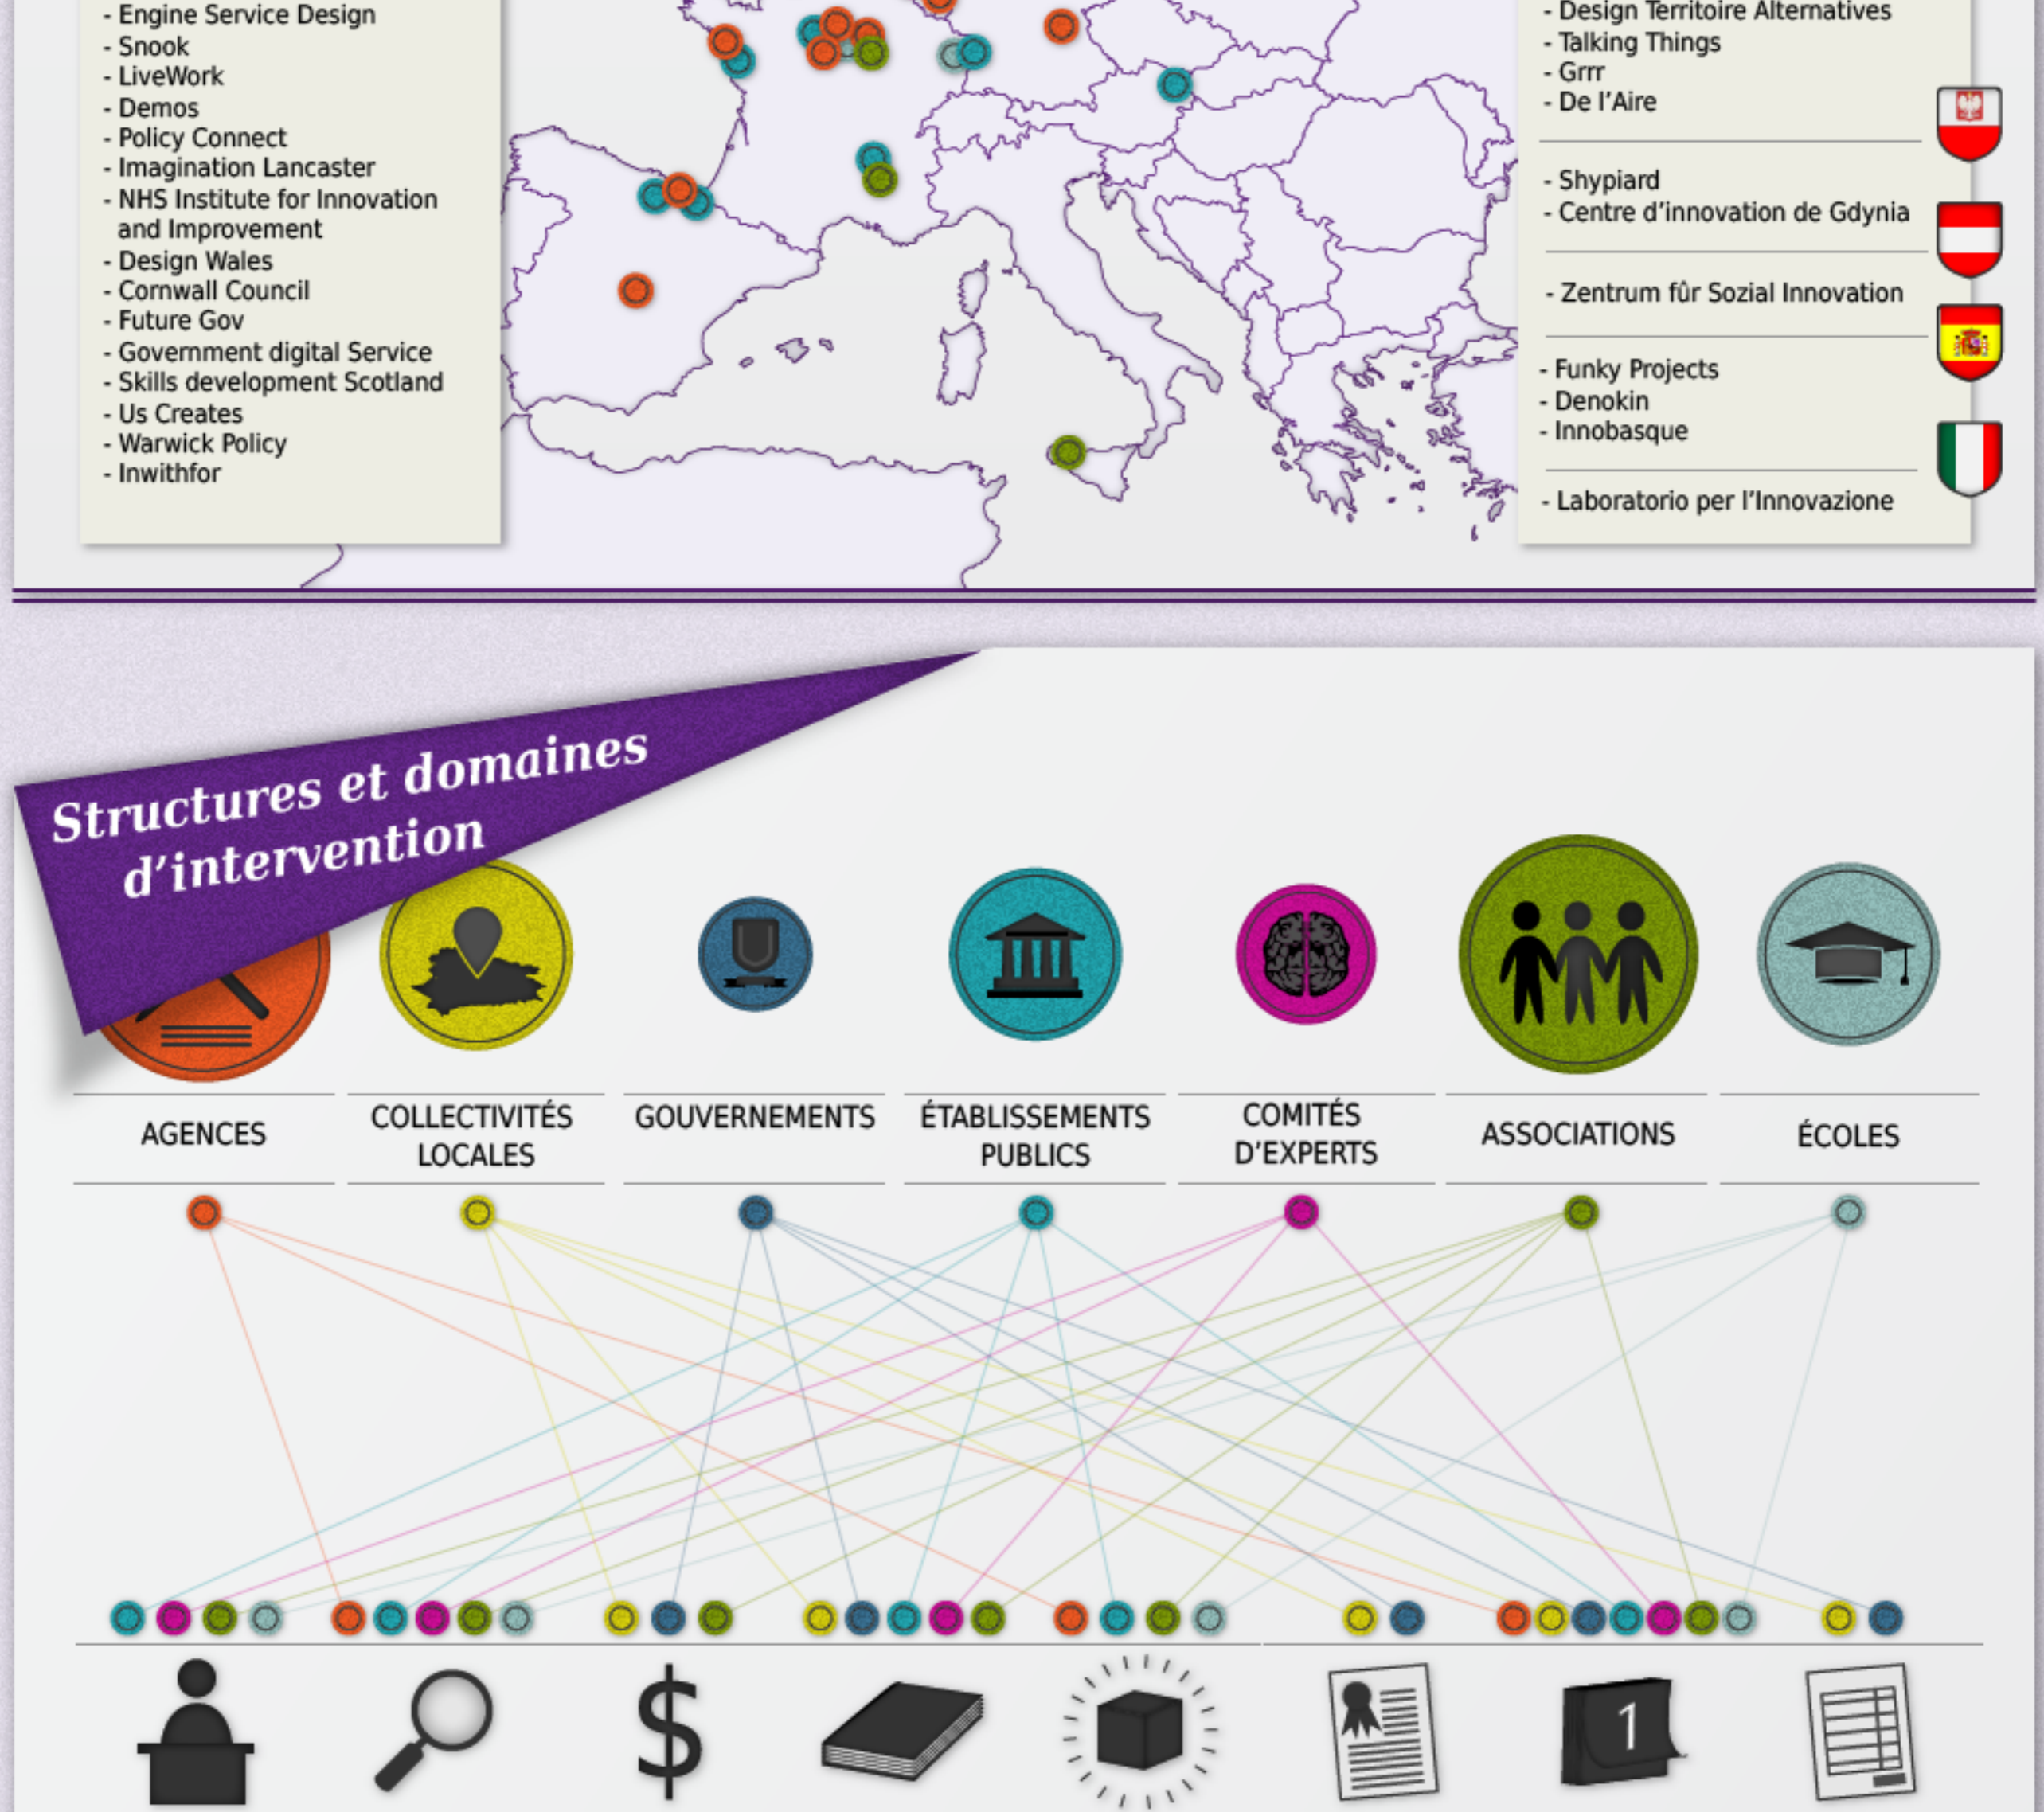 - Engine Service Design
- Snook
- LiveWork
- Demos
- Policy Connect
- Imagination Lancaster
- NHS Institute for Innovation
and Improvement
- Design Wales
- Cornwall Council
- Future Gov
- Government digital Service
- Skills development Scotland
- Us Creates
- Warwick Policy
- Inwithfor
- Design Territoire Alternatives
- Talking Things
- Grrr
- De l’Aire
- Shypiard
- Centre d’innovation de Gdynia
- Zentrum fûr Sozial Innovation
- Funky Projects
- Denokin
- Innobasque
- Laboratorio per l’Innovazione
Structures et domaines
d’intervention
AGENCES
COLLECTIVITÉS
LOCALES
GOUVERNEMENTS
ÉTABLISSEMENTS
PUBLICS
COMITÉS
D’EXPERTS
ASSOCIATIONS
ÉCOLES
$
1